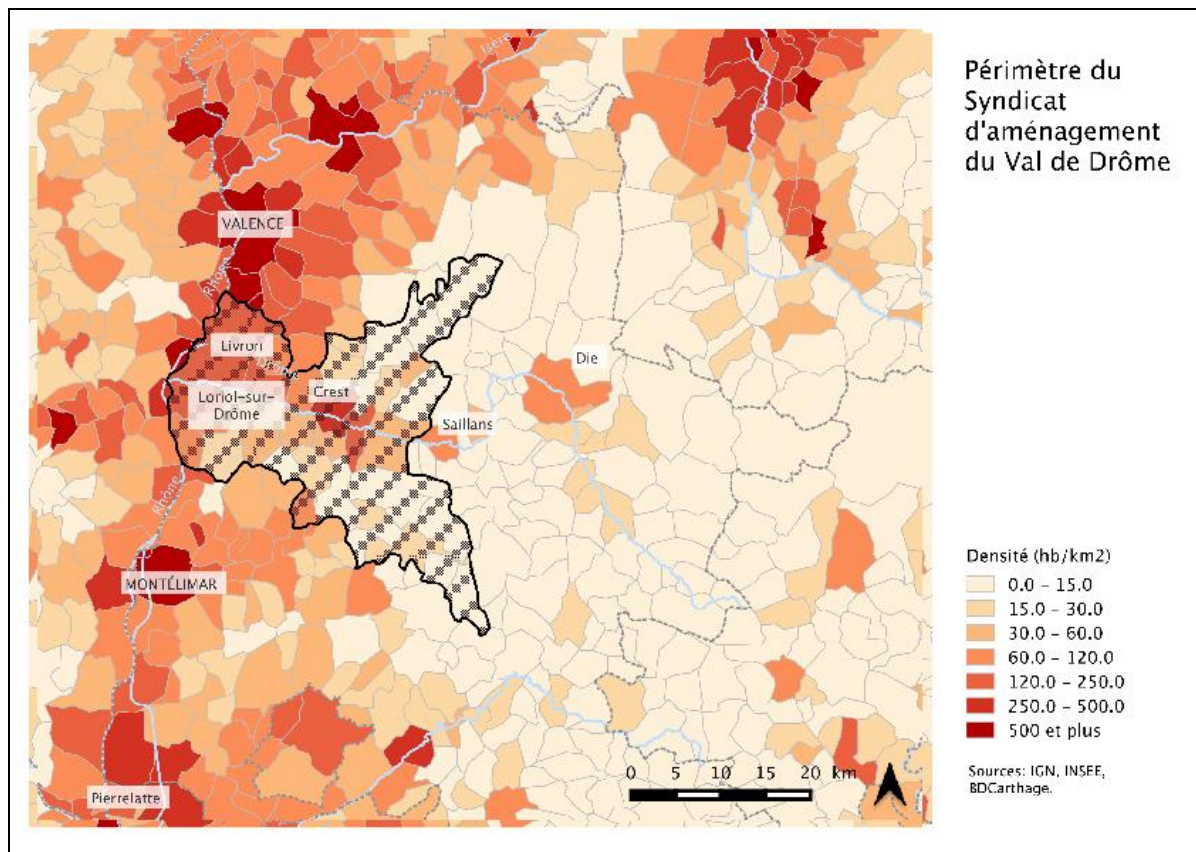 Périmètre du
Syndicat
d'aménagement
du Val de Drôme
Isère
VALENCE
Rhône
Livron
Drôme
Die
Loriol-sur-
Drôme
Crest
Saillans
Rhône
MONTÉLIMAR
Pierrelatte
Densité (hb/km2)
0.0 - 15.0
15.0 - 30.0
30.0 - 60.0
60.0 - 120.0
120.0 - 250.0
250.0 - 500.0
500 et plus
0 5 10 15 20 km
Sources: IGN, INSEE,
BDCarthage.